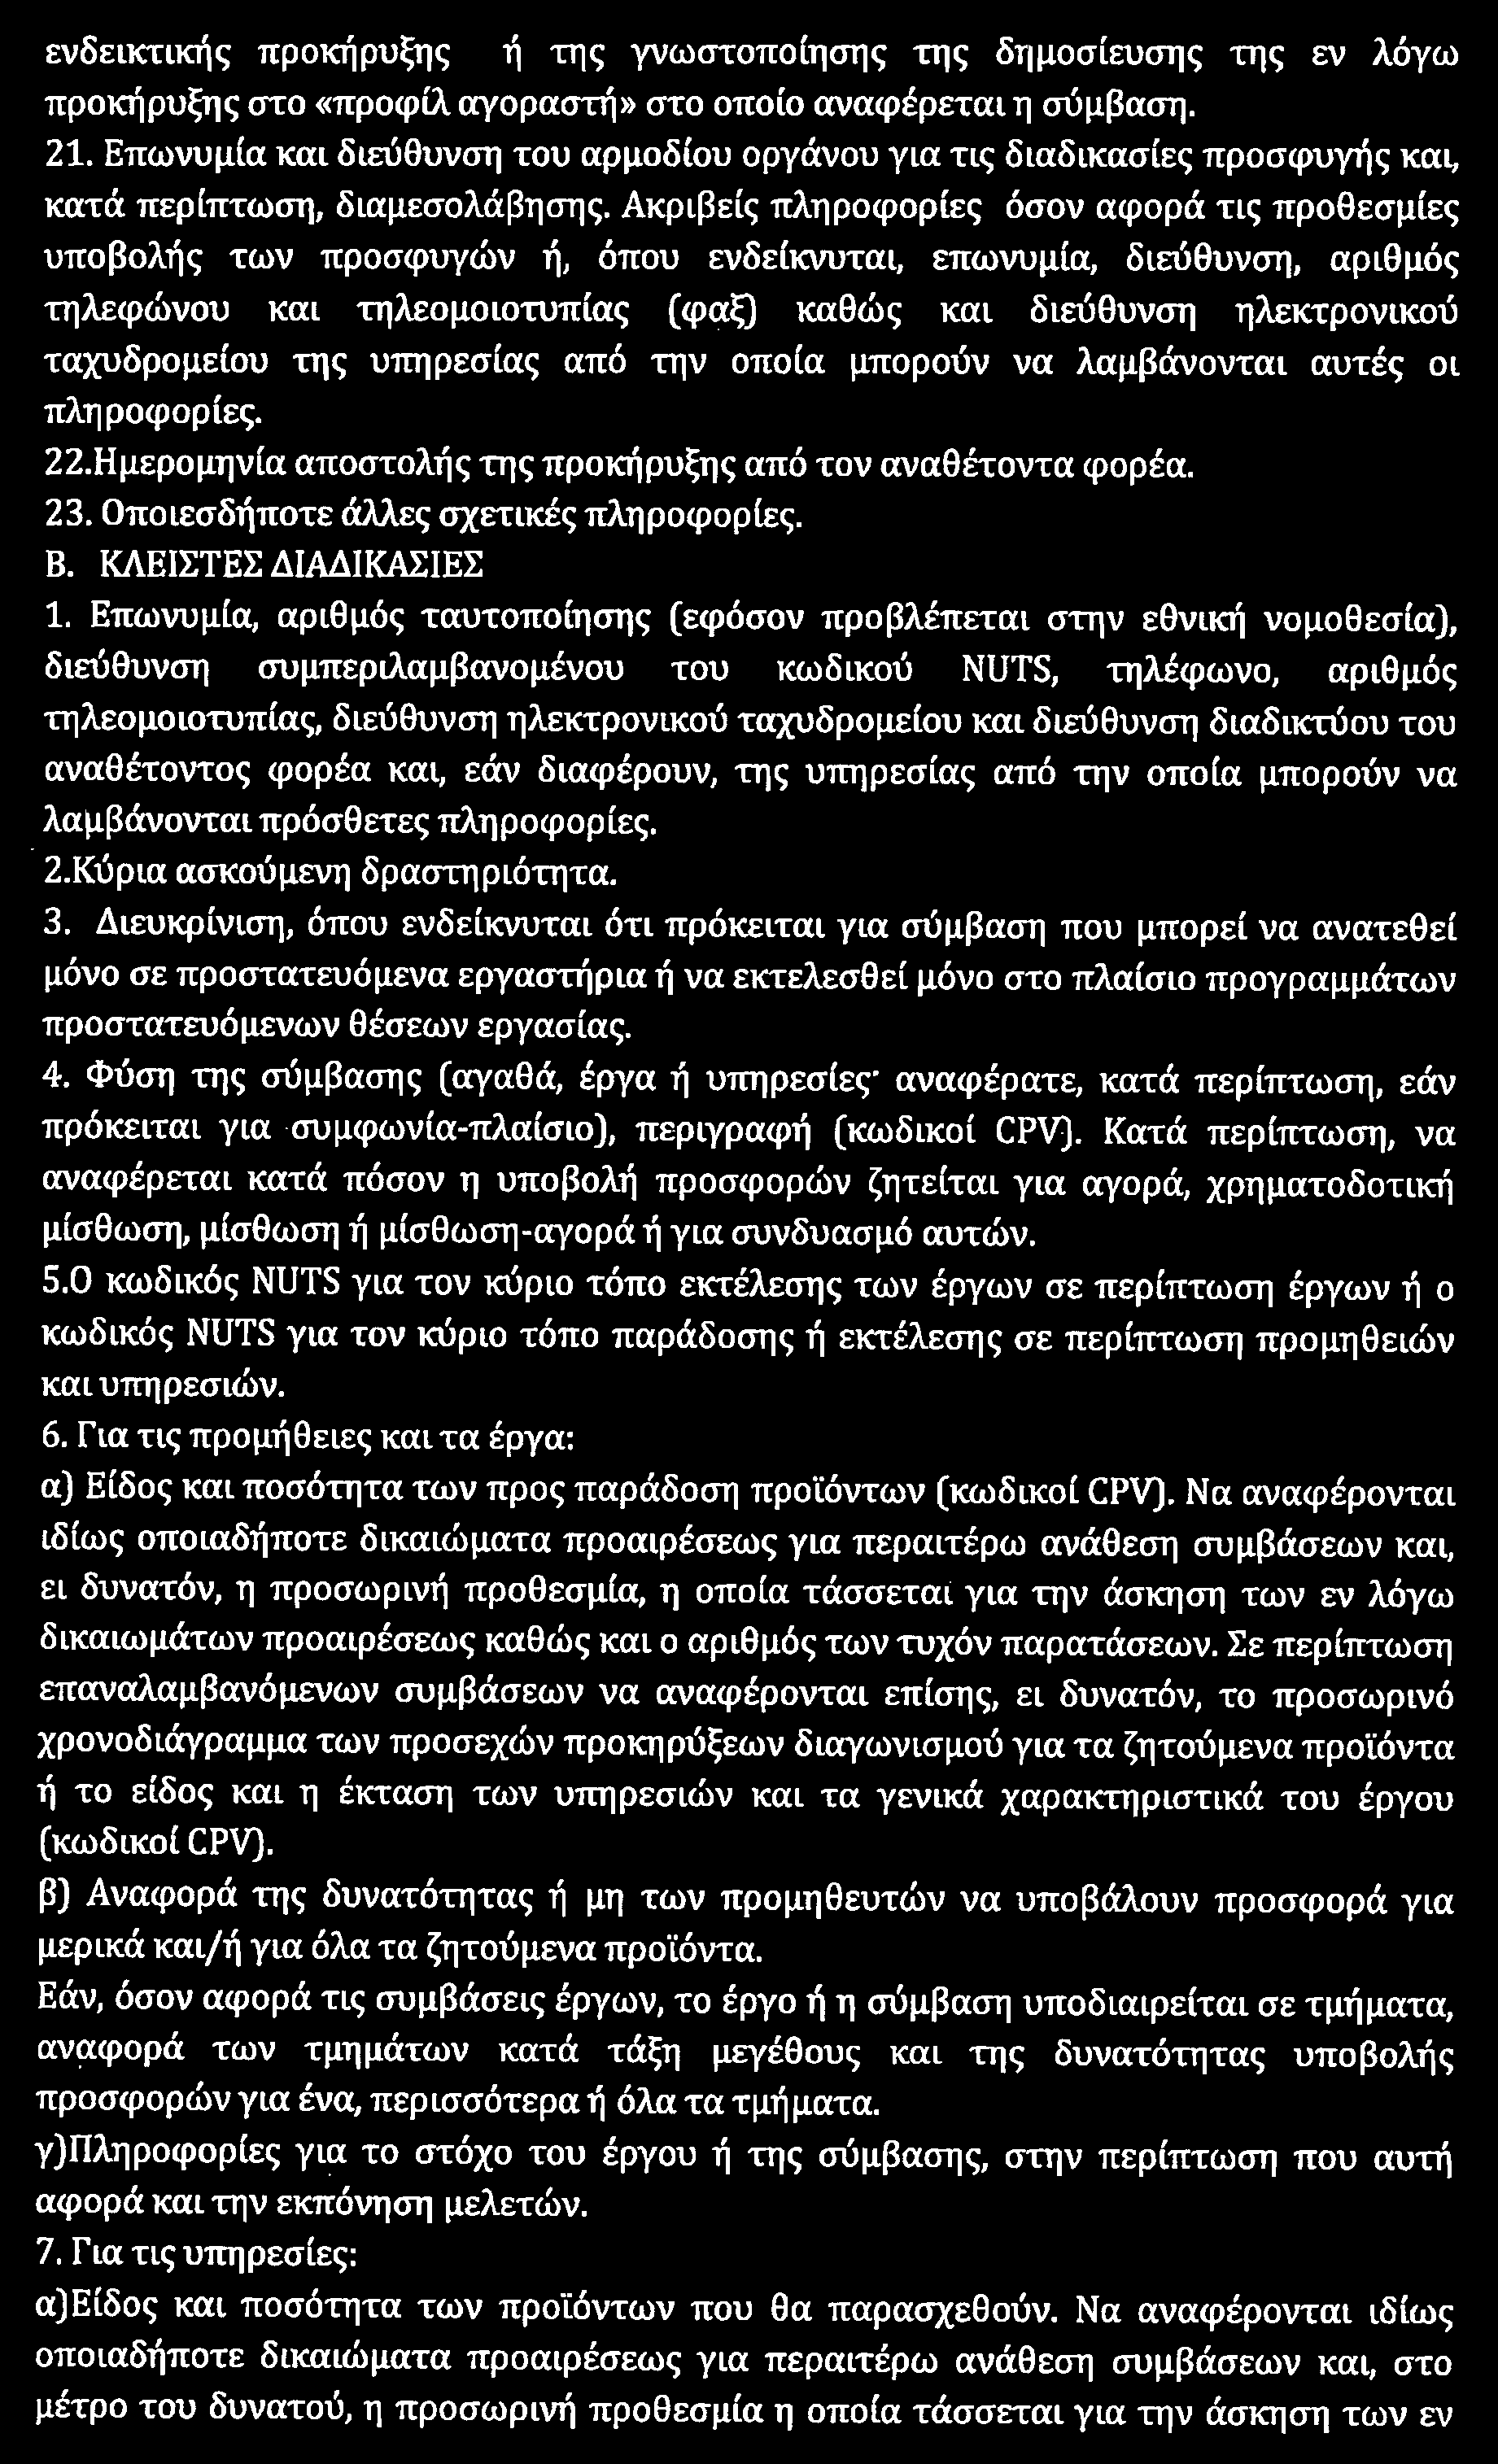 ενδεικτικής προκήρυξης ή της γνωστοποίησης της δημοσίευσης της εν λόγω
προκήρυξης στο «προφίλ αγοραστή» στο οποίο αναφέρεται η σύμβαση.
21. Επωνυμία και διεύθυνση του αρμοδίου οργάνου για τις διαδικασίες προσφυγής και,
κατά περίπτωση, διαμεσολάβησης. Ακριβείς πληροφορίες όσον αφορά τις προθεσμίες
υποβολής των προσφυγών ή, όπου ενδείκνυται, επωνυμία, διεύθυνση, αριθμός
τηλεφώνου και τηλεομοιοτυπίας (φαξ) καθώς και διεύθυνση ηλεκτρονικού
ταχυδρομείου της υπηρεσίας από την οποία μπορούν να λαμβάνονται αυτές οι
πληροφορίες.
22.Ημερομηνία αποστολής της προκήρυξης από τον αναθέτοντα φορέα.
23. Οποιεσδήποτε άλλες σχετικές πληροφορίες.
Β. ΚΛΕΙΣΤΕΣ ΔΙΑΔΙΚΑΣΙΕΣ
1. Επωνυμία, αριθμός ταυτοποίησης (εφόσον προβλέπεται στην εθνική νομοθεσία),
διεύθυνση συμπεριλαμβανομένου του κωδικού NUTS, τηλέφωνο, αριθμός
τηλεομοιοτυπίας, διεύθυνση ηλεκτρονικού ταχυδρομείου και διεύθυνση διαδικτύου του
αναθέτοντος φορέα και, εάν διαφέρουν, της υπηρεσίας από την οποία μπορούν να
λαμβάνονται πρόσθετες πληροφορίες.
2.Κύρια ασκούμενη δραστηριότητα.
3. Διευκρίνιση, όπου ενδείκνυται ότι πρόκειται για σύμβαση που μπορεί να ανατεθεί
μόνο σε προστατευόμενα εργαστήρια ή να εκτελεσθεί μόνο στο πλαίσιο προγραμμάτων
προστατευόμενων θέσεων εργασίας.
4. Φύση της σύμβασης (αγαθά, έργα ή υπηρεσίες· αναφέρατε, κατά περίπτωση, εάν
πρόκειται για συμφωνία-πλαίσιο), περιγραφή (κωδικοί CPV). Κατά περίπτωση, να
αναφέρεται κατά πόσον η υποβολή προσφορών ζητείται για αγορά, χρηματοδοτική
μίσθωση, μίσθωση ή μίσθωση-αγορά ή για συνδυασμό αυτών.
5.Ο κωδικός NUTS για τον κύριο τόπο εκτέλεσης των έργων σε περίπτωση έργων ή ο
κωδικός NUTS για τον κύριο τόπο παράδοσης ή εκτέλεσης σε περίπτωση προμηθειών
και υπηρεσιών.
6. Για τις προμήθειες και τα έργα:
α) Είδος και ποσότητα των προς παράδοση προϊόντων (κωδικοί CPV). Να αναφέρονται
ιδίως οποιαδήποτε δικαιώματα προαιρέσεως για περαιτέρω ανάθεση συμβάσεων και,
ει δυνατόν, η προσωρινή προθεσμία, η οποία τάσσεται για την άσκηση των εν λόγω
δικαιωμάτων προαιρέσεως καθώς και ο αριθμός των τυχόν παρατάσεων. Σε περίπτωση
επαναλαμβανόμενων συμβάσεων να αναφέρονται επίσης, ει δυνατόν, το προσωρινό
χρονοδιάγραμμα των προσεχών προκηρύξεων διαγωνισμού για τα ζητούμενα προϊόντα
ή το είδος και η έκταση των υπηρεσιών και τα γενικά χαρακτηριστικά του έργου
(κωδικοί CPV).
β) Αναφορά της δυνατότητας ή μη των προμηθευτών να υποβάλουν προσφορά για
μερικά και/ή για όλα τα ζητούμενα προϊόντα.
Εάν, όσον αφορά τις συμβάσεις έργων, το έργο ή η σύμβαση υποδιαιρείται σε τμήματα,
αναφορά των τμημάτων κατά τάξη μεγέθους και της δυνατότητας υποβολής
προσφορών για ένα, περισσότερα ή όλα τα τμήματα.
γ)Πληροφορίες για το στόχο του έργου ή της σύμβασης, στην περίπτωση που αυτή
αφορά και την εκπόνηση μελετών.
7. Για τις υπηρεσίες:
α)Είδος και ποσότητα των προϊόντων που θα παρασχεθούν. Να αναφέρονται ιδίως
οποιαδήποτε δικαιώματα προαιρέσεως για περαιτέρω ανάθεση συμβάσεων και, στο
μέτρο του δυνατού, η προσωρινή προθεσμία η οποία τάσσεται για την άσκηση των εν